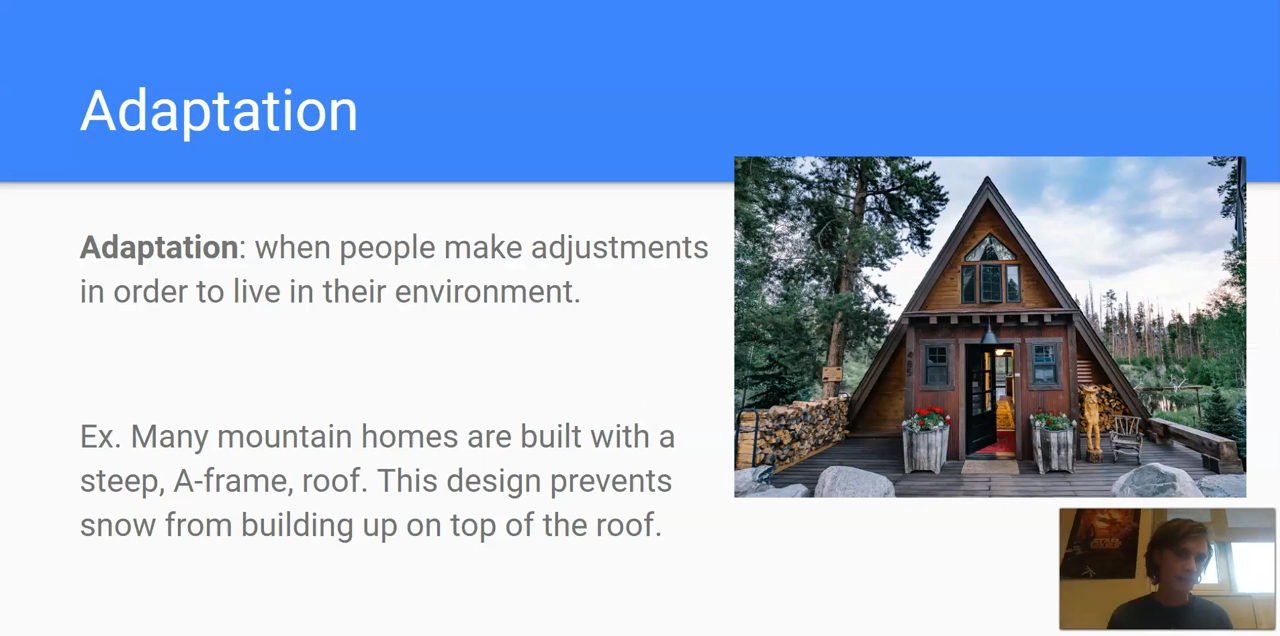 Adaptation
Adaptation: when people make adjustments
in order to live in their environment.
Ex. Many mountain homes are built with a
steep, A-frame, roof. This design prevents
snow from building up on top of the roof.